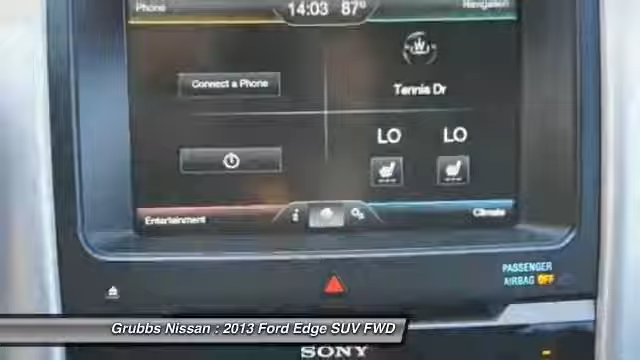 Phone 14:03 87° Navigation
W
Connect a Phone
Tennis Dr
LO LO
Entertainment i Climate
PASSENGER
AIRBAG OFF
Grubbs Nissan : 2013 Ford Edge SUV FWD
SONY